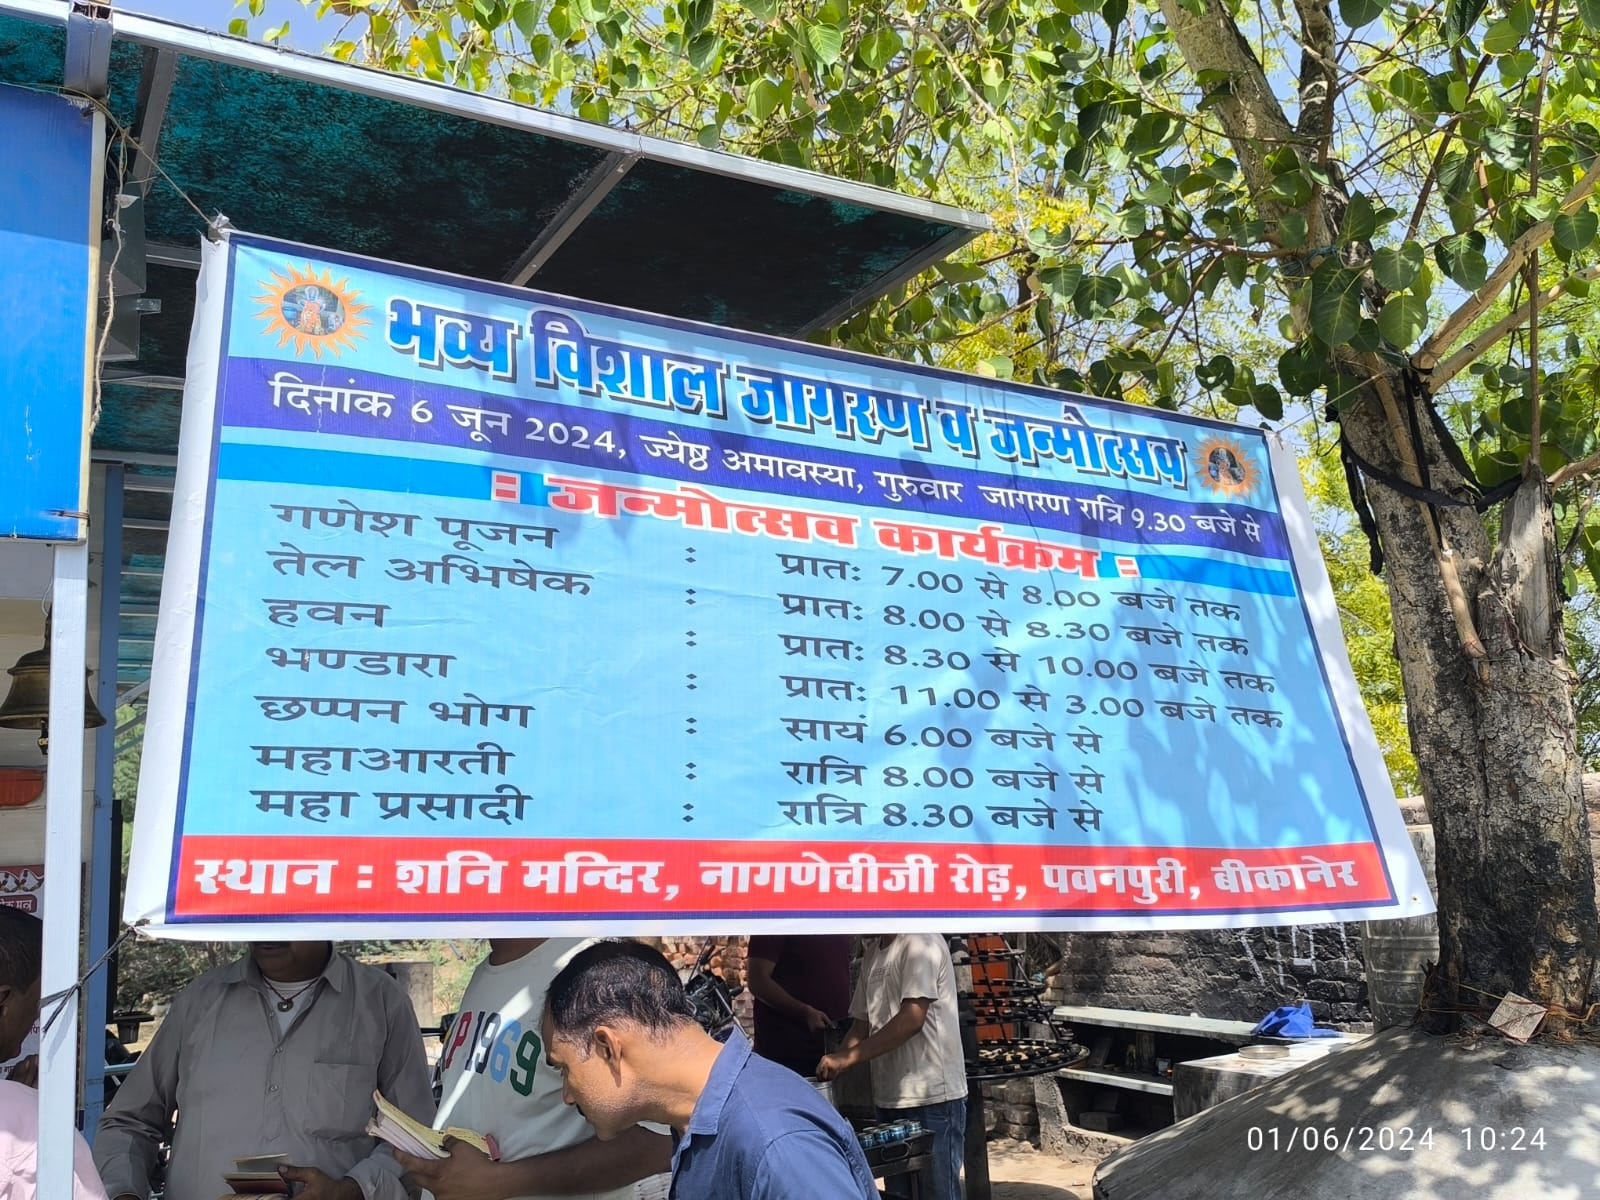 भव्य विशाल जागरण व जन्मोत्सव
दिनांक 6 जून 2024, ज्येष्ठ अमावस्या, गुरुवार जागरण रात्रि 9.30 बजे से
: जन्मोत्सव कार्यक्रम :
गणेश पूजन : प्रातः 7.00 से 8.00 बजे तक
तेल अभिषेक : प्रातः 8.00 से 8.30 बजे तक
हवन : प्रातः 8.30 से 10.00 बजे तक
भण्डारा : प्रातः 11.00 से 3.00 बजे तक
छप्पन भोग : सायं 6.00 बजे से
महाआरती : रात्रि 8.00 बजे से
महा प्रसादी : रात्रि 8.30 बजे से
स्थान : शनि मन्दिर, नागणेचीजी रोड़, पवनपुरी, बीकानेर
P1969
01/06/2024 10:24